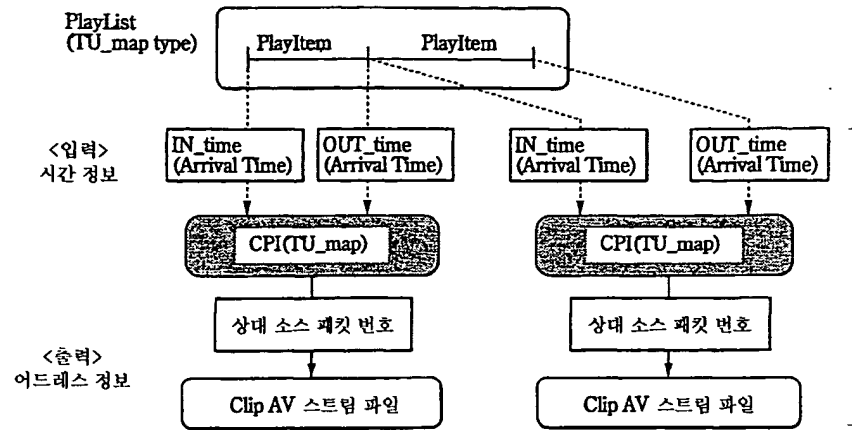 PlayList
(TU_map type)
PlayItem
PlayItem
<입력>
시간 정보
IN_time
(Arrival Time)
OUT_time
(Arrival Time)
IN_time
(Arrival Time)
OUT_time
(Arrival Time)
CPI(TU_map)
CPI(TU_map)
상대 소스 패킷 번호
상대 소스 패킷 번호
<출력>
어드레스 정보
Clip AV 스트림 파일
Clip AV 스트림 파일